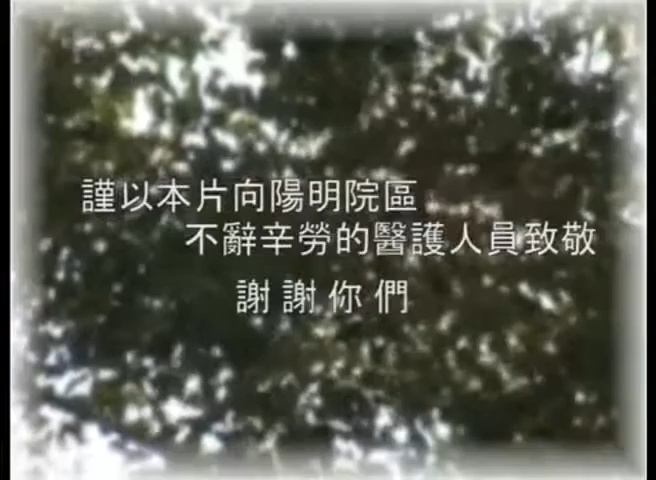 謹以本片向陽明院區
不辭辛勞的醫護人員致敬
謝謝你們